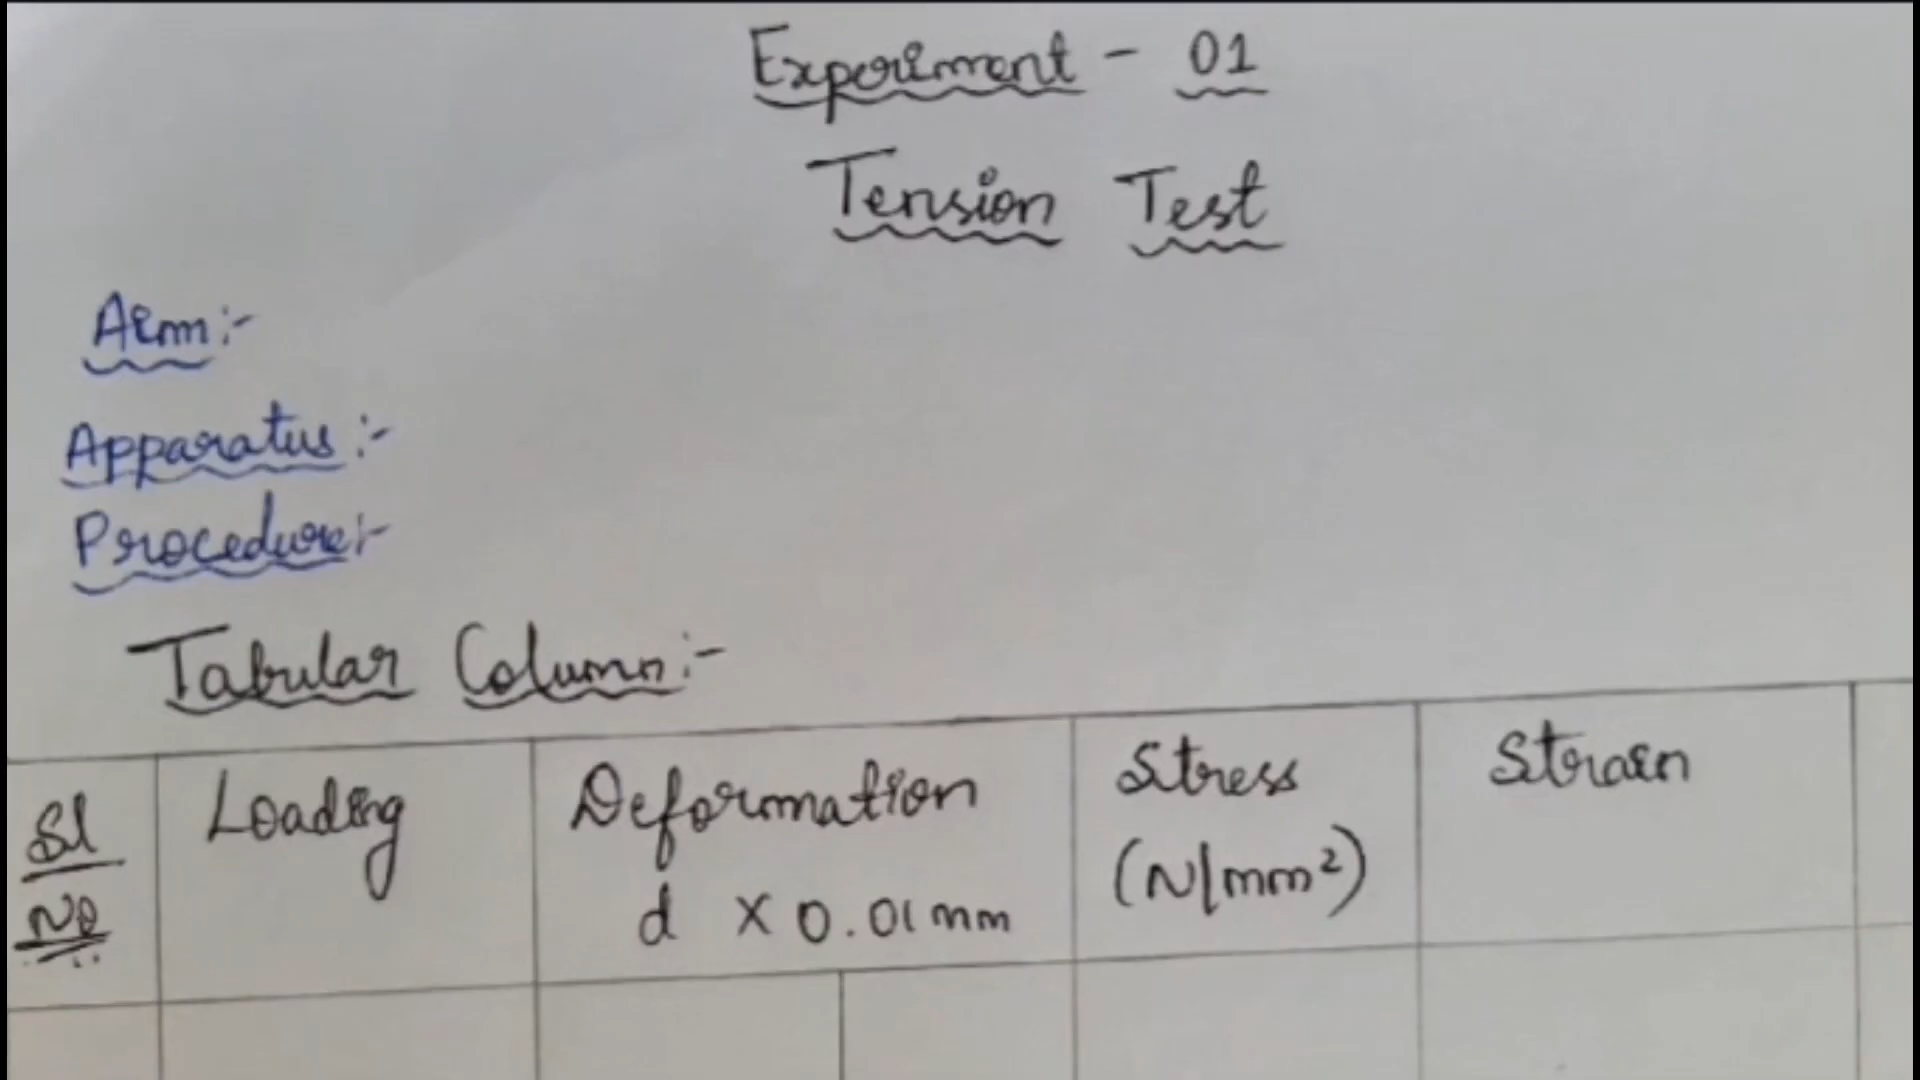 Experiment - 01
Tension Test
Aim:-
Apparatus:-
Procedure:-
Tabular Column:-
Sl No
Loading
Deformation
d x 0.01mm
Stress
(N/mm²)
Strain